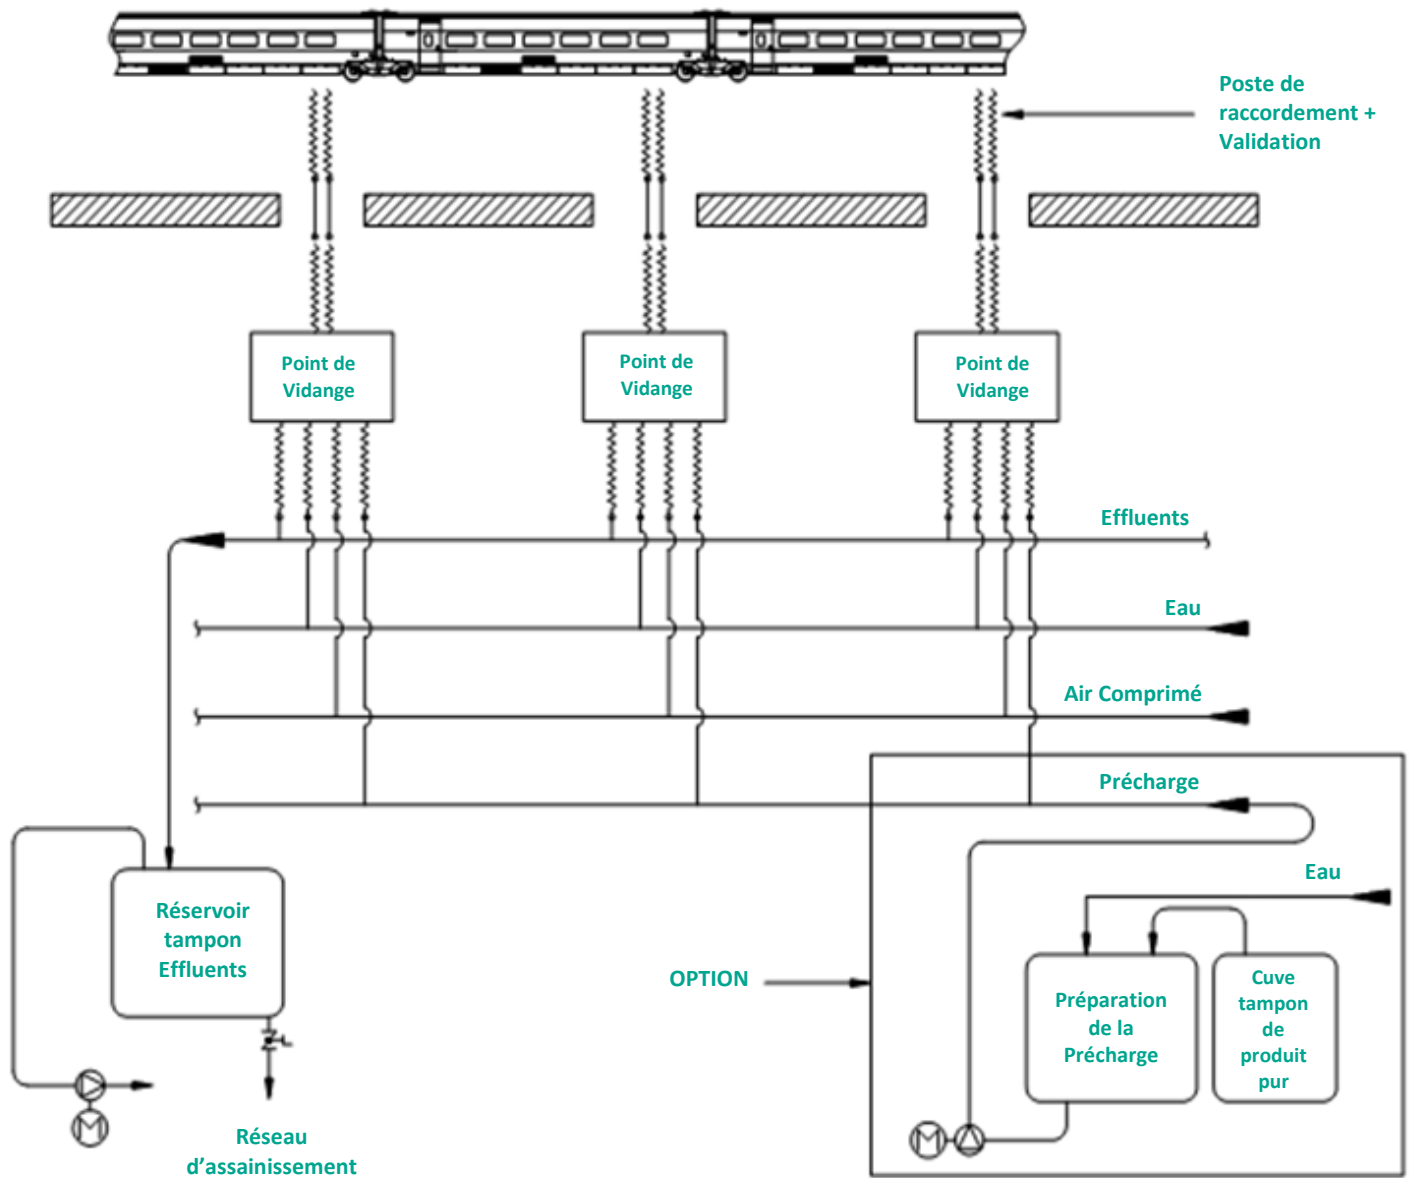 Poste de
raccordement +
Validation
Point de
Vidange
Point de
Vidange
Point de
Vidange
Effluents
Eau
Air Comprimé
Précharge
Eau
Réservoir
tampon
Effluents
OPTION
Préparation
de la
Précharge
Cuve
tampon
de
produit
pur
M
M
Réseau
d'assainissement